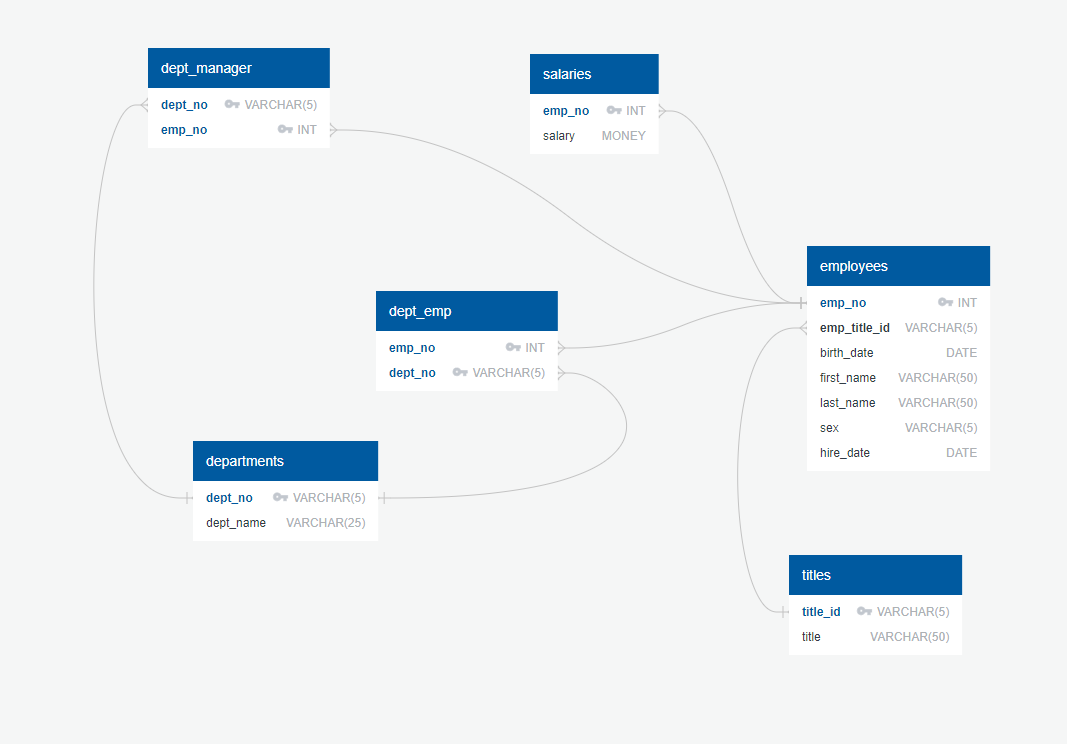 dept_manager
dept_no VARCHAR(5)
emp_no INT
salaries
emp_no INT
salary MONEY
employees
emp_no INT
emp_title_id VARCHAR(5)
birth_date DATE
first_name VARCHAR(50)
last_name VARCHAR(50)
sex VARCHAR(5)
hire_date DATE
dept_emp
emp_no INT
dept_no VARCHAR(5)
departments
dept_no VARCHAR(5)
dept_name VARCHAR(25)
titles
title_id VARCHAR(5)
title VARCHAR(50)